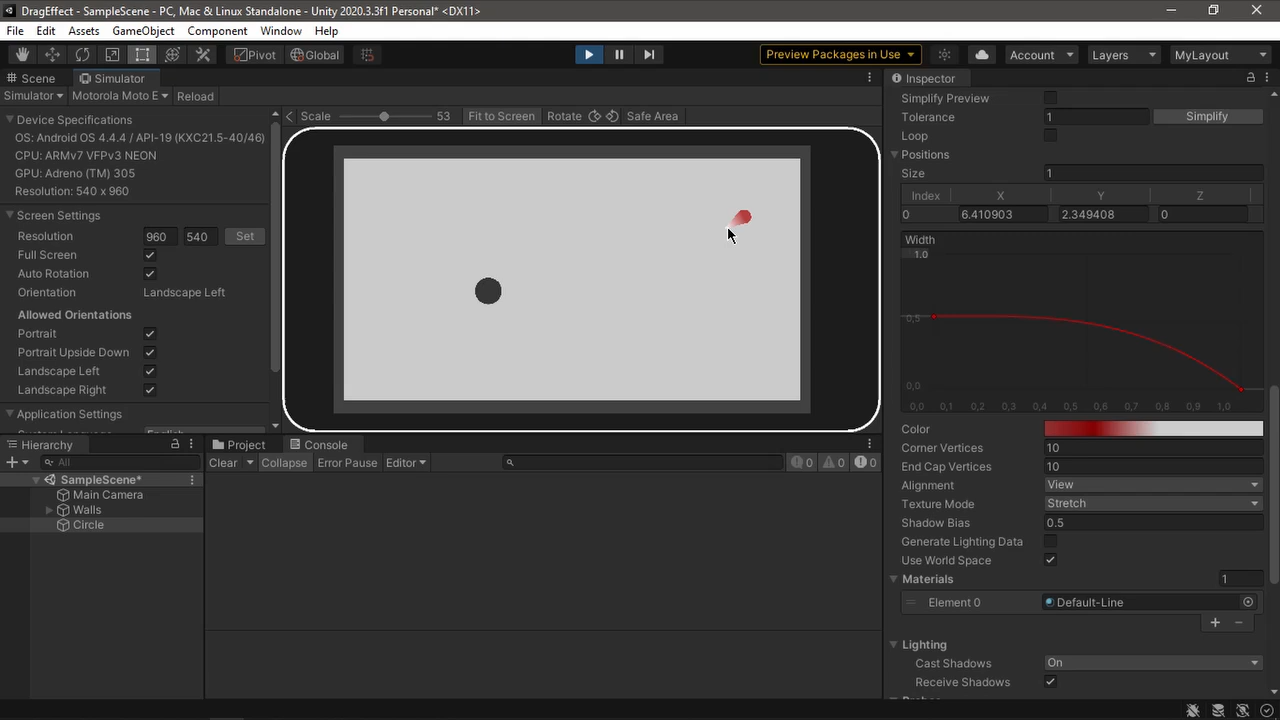 DragEffect - SampleScene - PC, Mac & Linux Standalone - Unity 2020.3.3f1 Personal* <DX11>
File Edit Assets GameObject Component Window Help
Pivot Global Preview Packages in Use Account Layers MyLayout
Scene Simulator
Simulator Motorola Moto E Reload
Scale 53 Fit to Screen Rotate Safe Area
Device Specifications
OS: Android OS 4.4.4 / API-19 (KXC21.5-40/46)
CPU: ARMv7 VFPv3 NEON
GPU: Adreno (TM) 305
Resolution: 540 x 960
Screen Settings
Resolution 960 540 Set
Full Screen
Auto Rotation
Orientation Landscape Left
Allowed Orientations
Portrait
Portrait Upside Down
Landscape Left
Landscape Right
Application Settings
Hierarchy
All
SampleScene*
Main Camera
Walls
Circle
Project Console
Clear Collapse Error Pause Editor 0 0 0
Inspector
Simplify Preview
Tolerance 1 Simplify
Loop
Positions
Size 1
Index X Y Z
0 6.410903 2.349408 0
Width
1.0
0,5
0,0
0,0 0,1 0,2 0,3 0,4 0,5 0,6 0,7 0,8 0,9 1,0
Color
Corner Vertices 10
End Cap Vertices 10
Alignment View
Texture Mode Stretch
Shadow Bias 0.5
Generate Lighting Data
Use World Space
Materials 1
Element 0 Default-Line
Lighting
Cast Shadows On
Receive Shadows